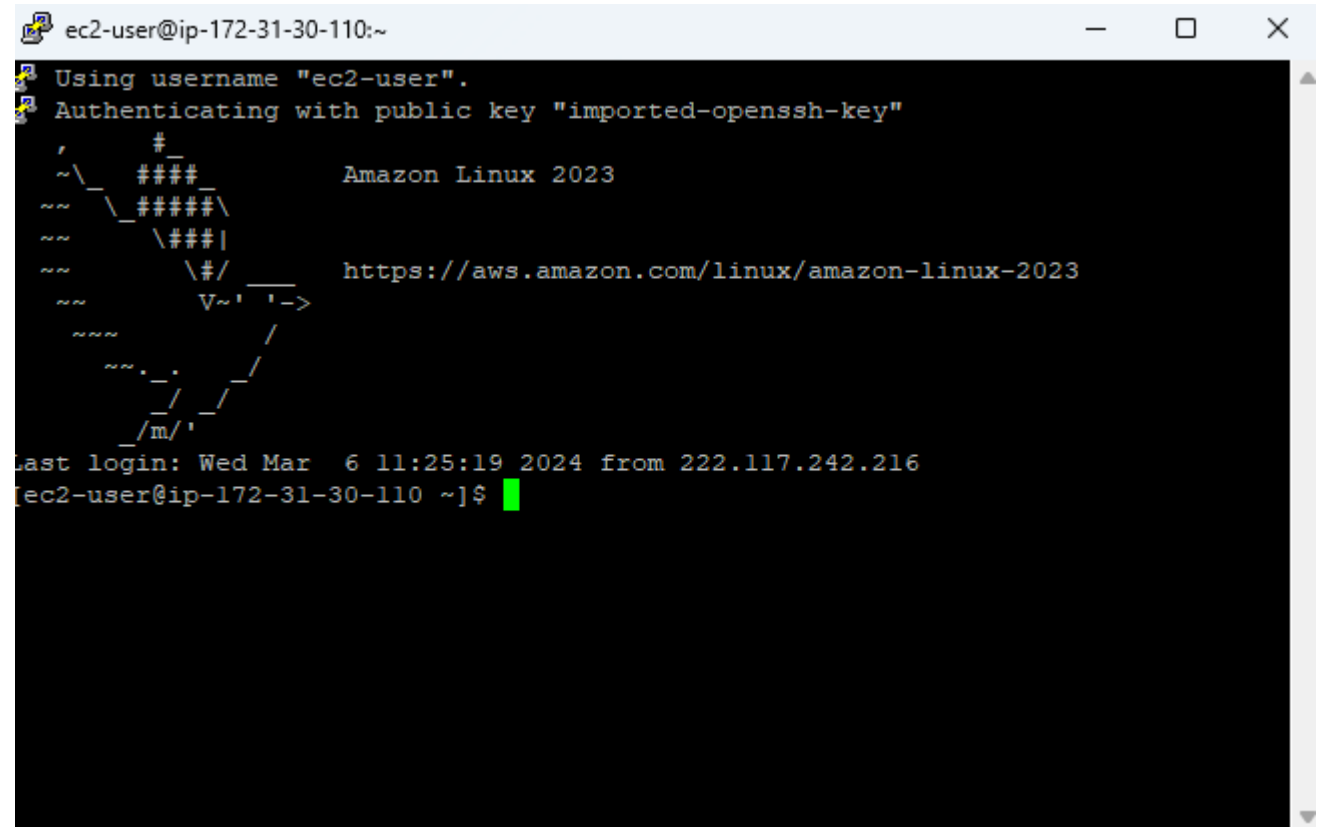 ec2-user@ip-172-31-30-110:~
Using username "ec2-user".
Authenticating with public key "imported-openssh-key"
   ,     #_
   ~\_  ####_        Amazon Linux 2023
  ~~  \_#####\
  ~~     \###|
  ~~       \#/ ___   https://aws.amazon.com/linux/amazon-linux-2023
   ~~       V~' '->
    ~~~         /
      ~~._.   _/
         _/ _/
       _/m/'
Last login: Wed Mar  6 11:25:19 2024 from 222.117.242.216
[ec2-user@ip-172-31-30-110 ~]$